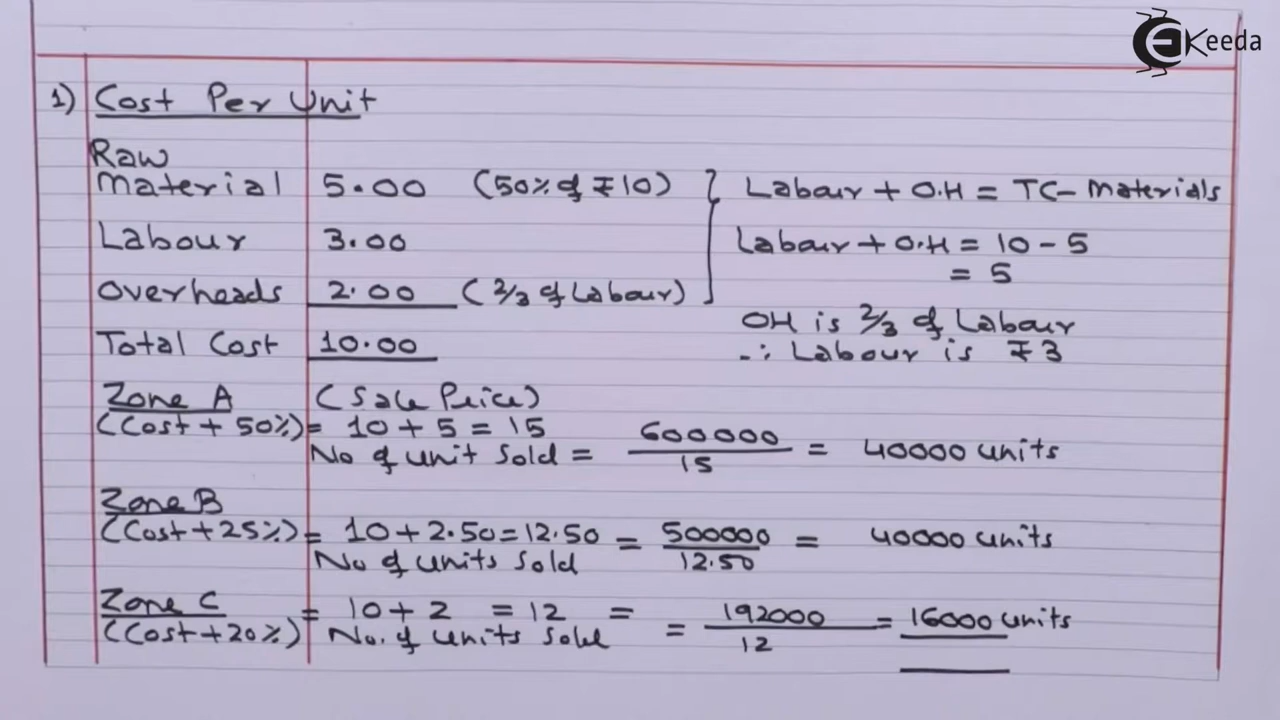 Keeda
1) Cost Per Unit
Raw
Material 5.00 (50% of ₹10) Labour + O.H = TC - Materials
Labour 3.00 Labour + O.H = 10 - 5
= 5
Overheads 2.00 (2/3 of Labour)
OH is 2/3 of Labour
Total Cost 10.00 ∴ Labour is ₹3
Zone A (Sale Price)
(Cost + 50%) = 10 + 5 = 15
No of unit Sold = 600000 / 15 = 40000 units
Zone B
(Cost + 25%) = 10 + 2.50 = 12.50 = 500000 / 12.50 = 40000 units
No of units Sold
Zone C = 10 + 2 = 12 =
(Cost + 20%) No. of units Sold = 192000 / 12 = 16000 units